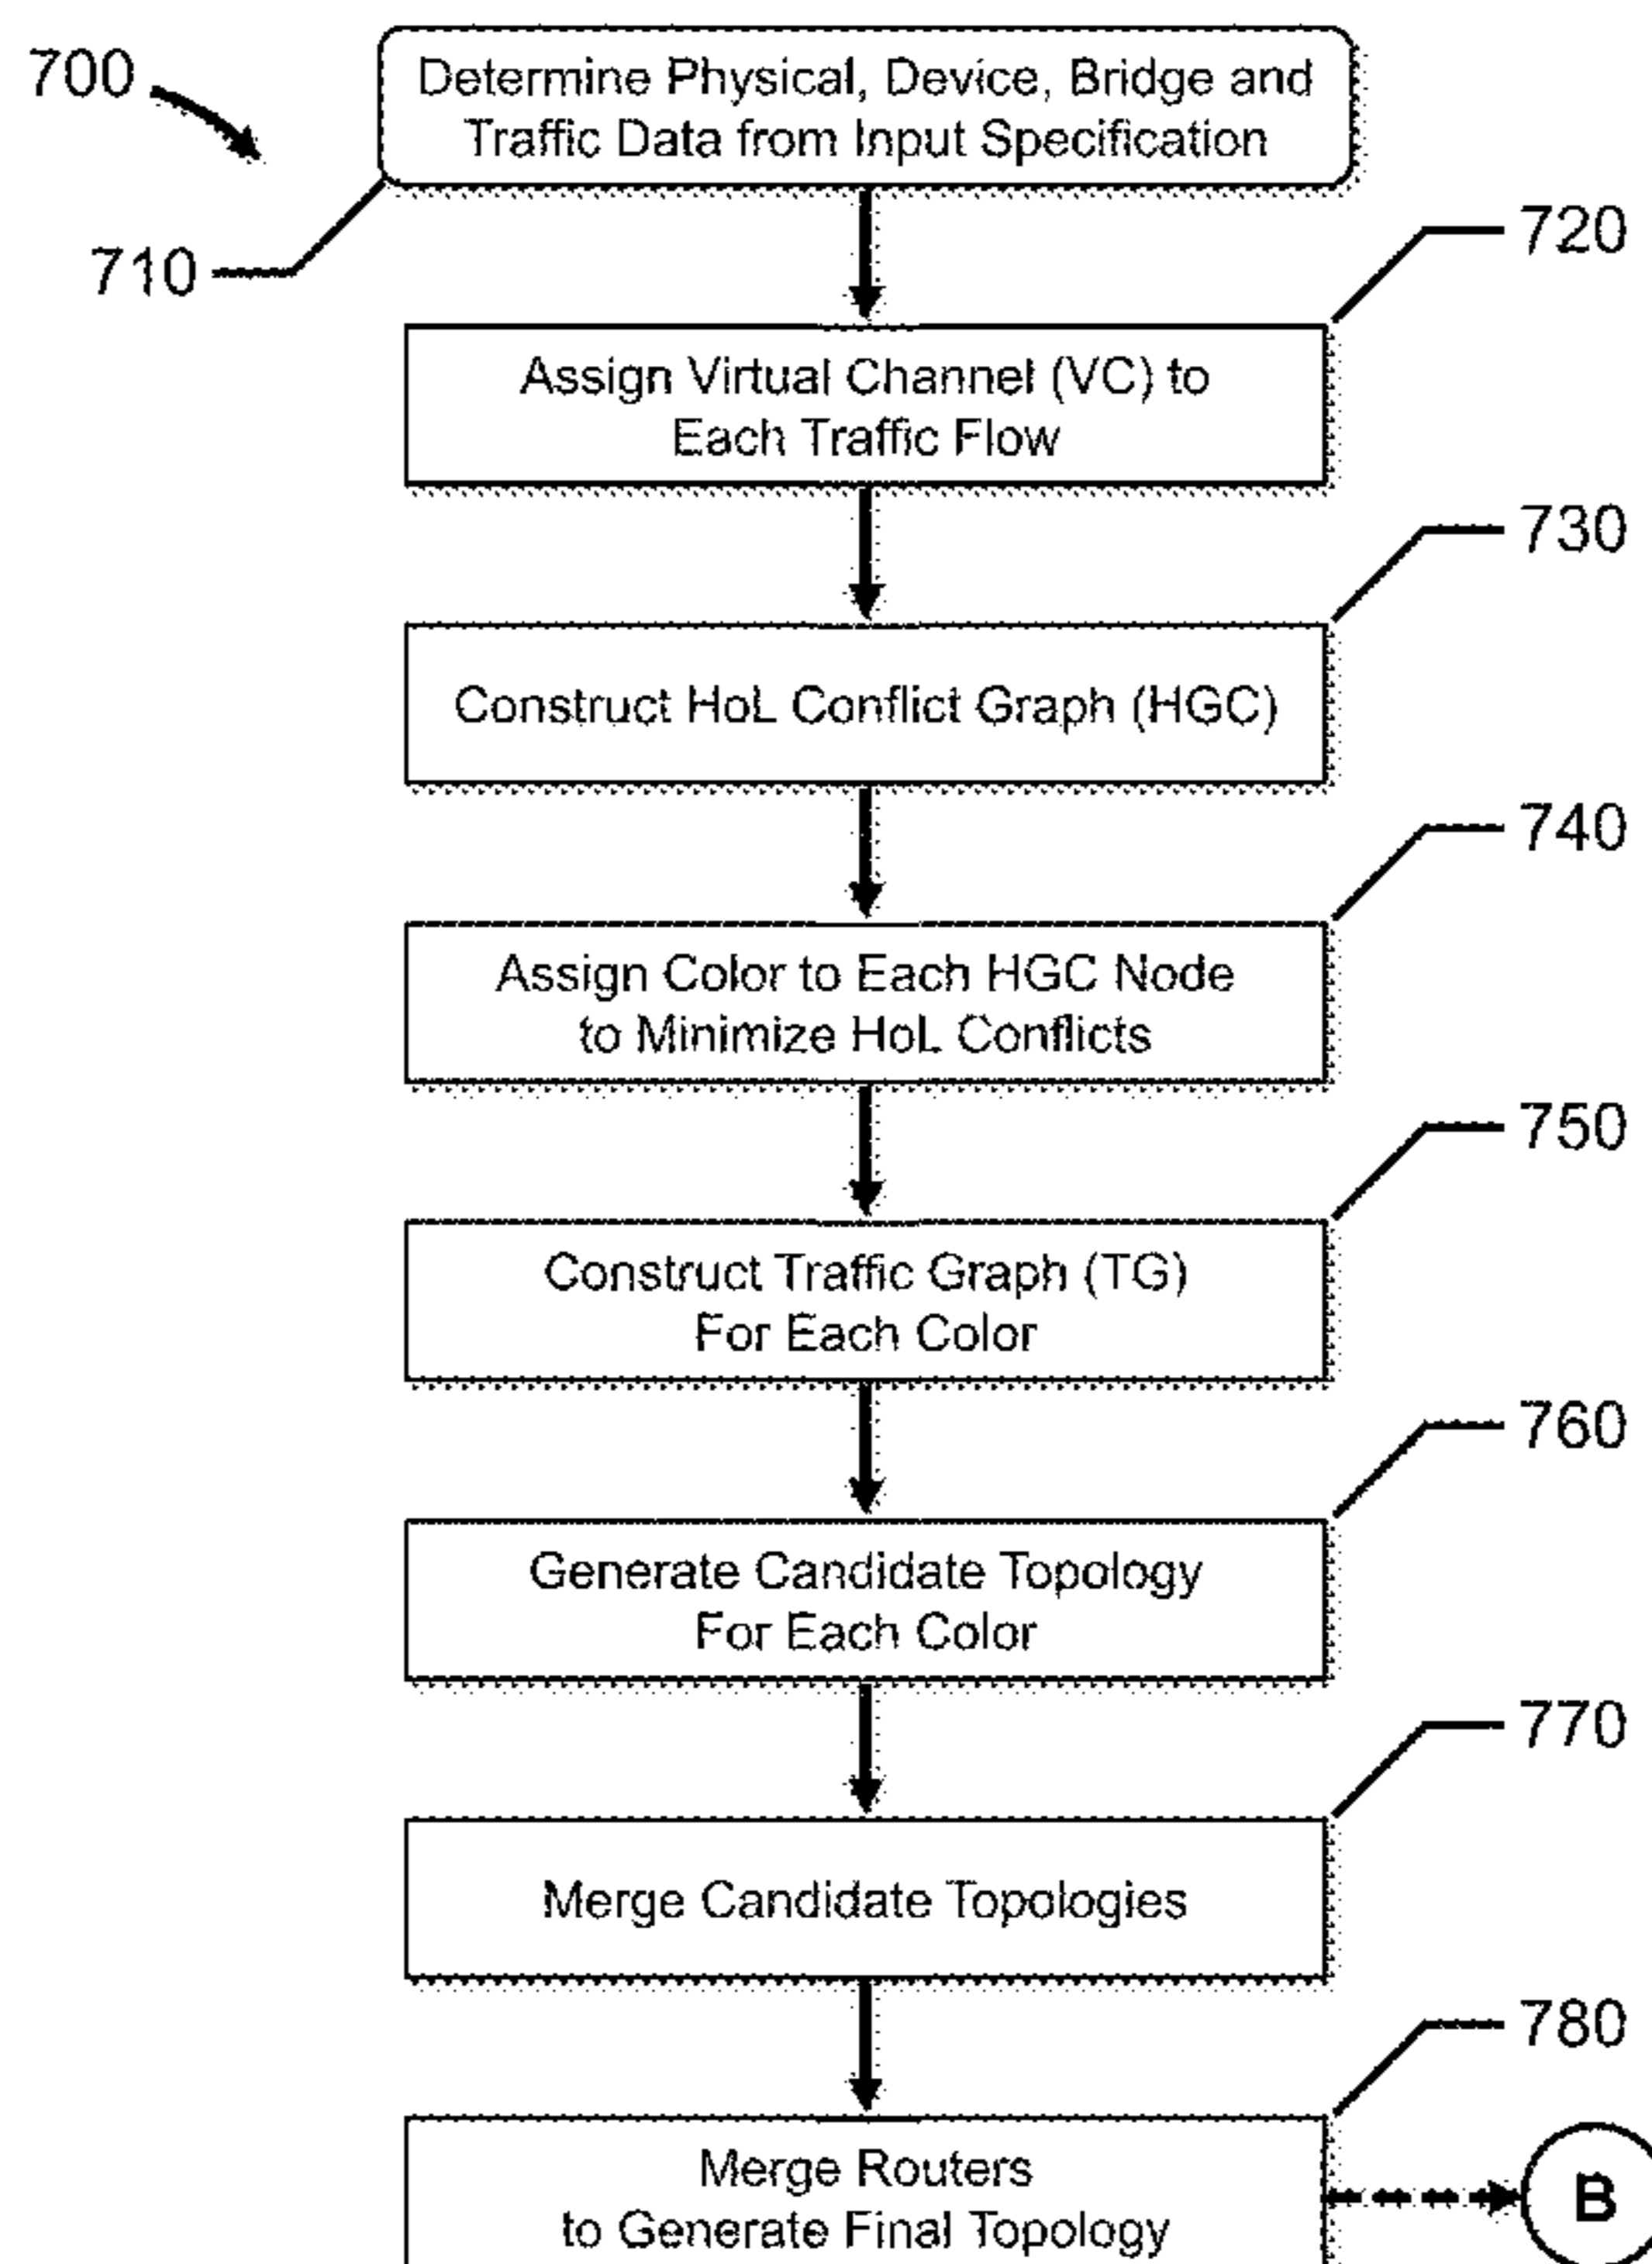 700
Determine Physical, Device, Bridge and
Traffic Data from Input Specification
710
720
Assign Virtual Channel (VC) to
Each Traffic Flow
730
Construct HoL Conflict Graph (HGC)
740
Assign Color to Each HGC Node
to Minimize HoL Conflicts
750
Construct Traffic Graph (TG)
For Each Color
760
Generate Candidate Topology
For Each Color
770
Merge Candidate Topologies
780
Merge Routers
to Generate Final Topology
B